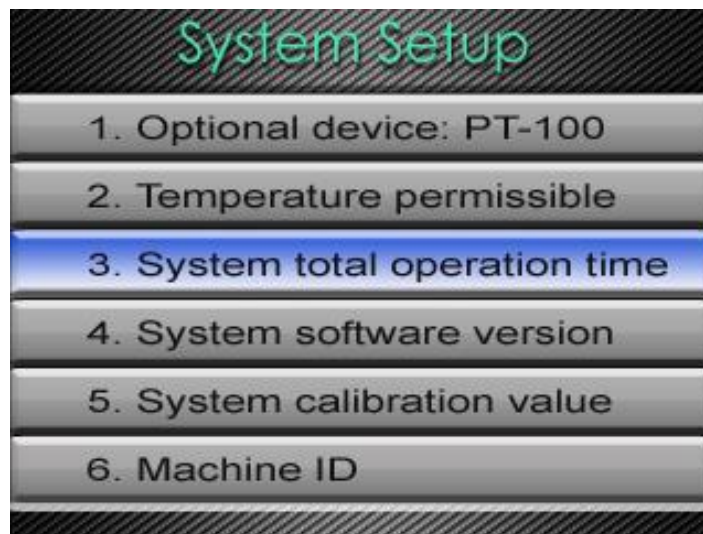 System Setup
1. Optional device: PT-100
2. Temperature permissible
3. System total operation time
4. System software version
5. System calibration value
6. Machine ID